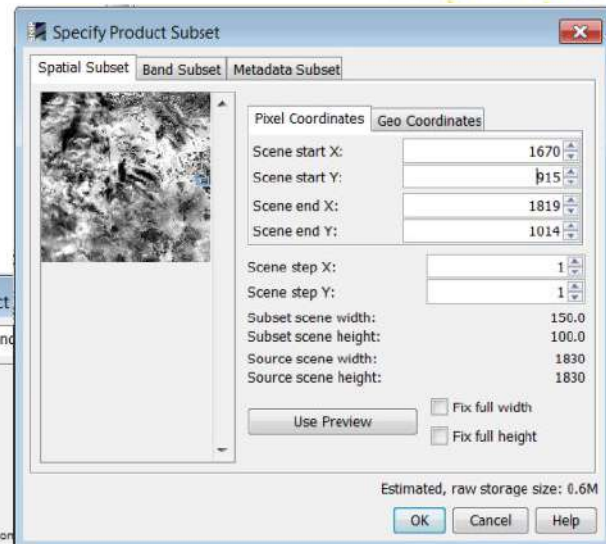 Specify Product Subset
Spatial Subset Band Subset Metadata Subset
Pixel Coordinates Geo Coordinates
Scene start X: 1670
Scene start Y: 915
Scene end X: 1819
Scene end Y: 1014
Scene step X: 1
Scene step Y: 1
Subset scene width: 150.0
Subset scene height: 100.0
Source scene width: 1830
Source scene height: 1830
Use Preview
Fix full width
Fix full height
Estimated, raw storage size: 0.6M
OK Cancel Help